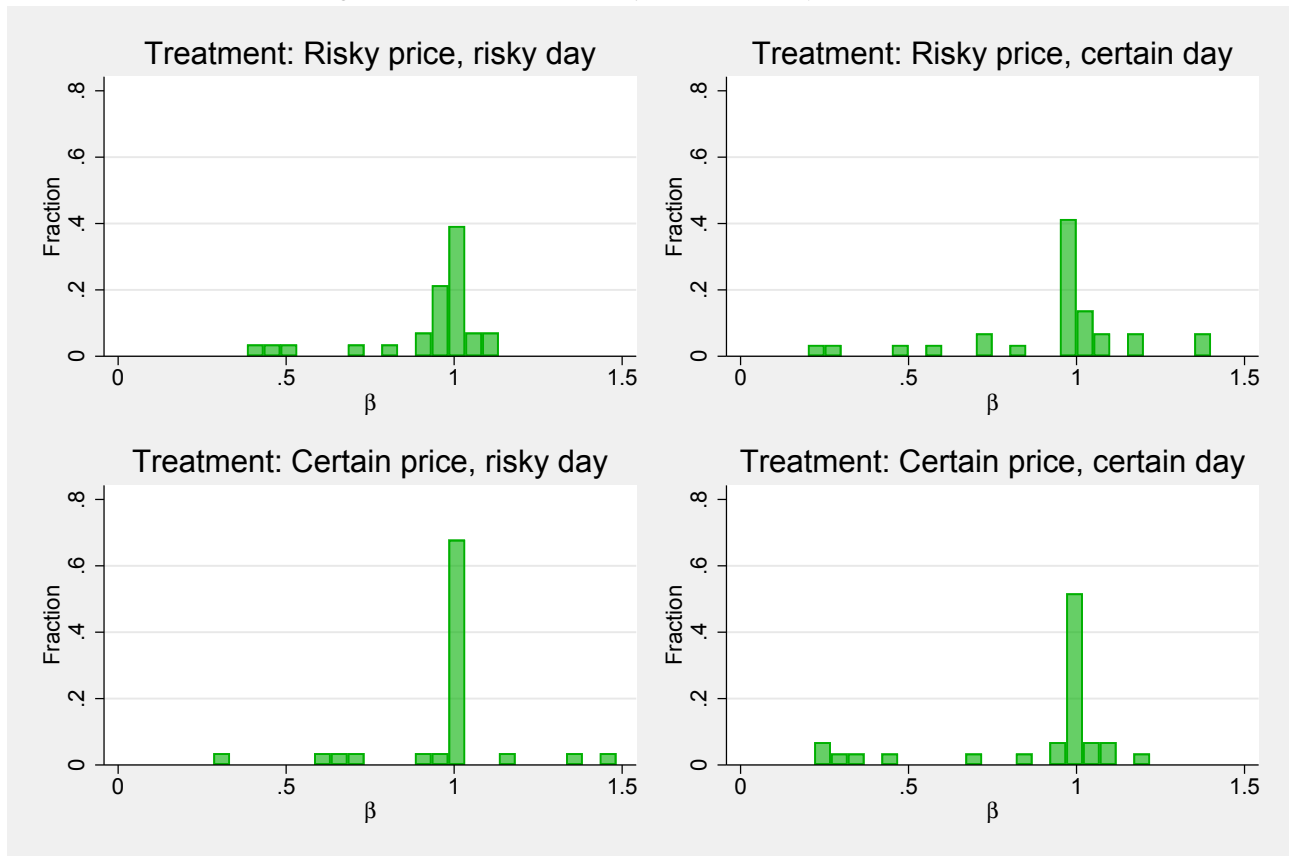 Treatment: Risky price, risky day
Fraction
.8
.6
.4
.2
0
0 .5 1 1.5
β
Treatment: Risky price, certain day
Fraction
.8
.6
.4
.2
0
0 .5 1 1.5
β
Treatment: Certain price, risky day
Fraction
.8
.6
.4
.2
0
0 .5 1 1.5
β
Treatment: Certain price, certain day
Fraction
.8
.6
.4
.2
0
0 .5 1 1.5
β